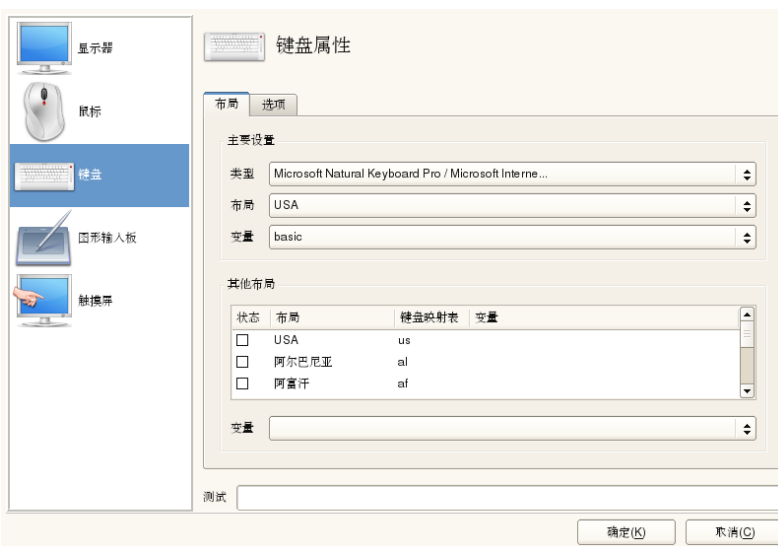 显示器
鼠标
键盘
图形输入板
触摸屏
键盘属性
布局 选项
主要设置
类型 Microsoft Natural Keyboard Pro / Microsoft Interne...
布局 USA
变量 basic
其他布局
状态 布局 键盘映射表 变量
USA us
阿尔巴尼亚 al
阿富汗 af
变量
测试
确定(K) 取消(C)